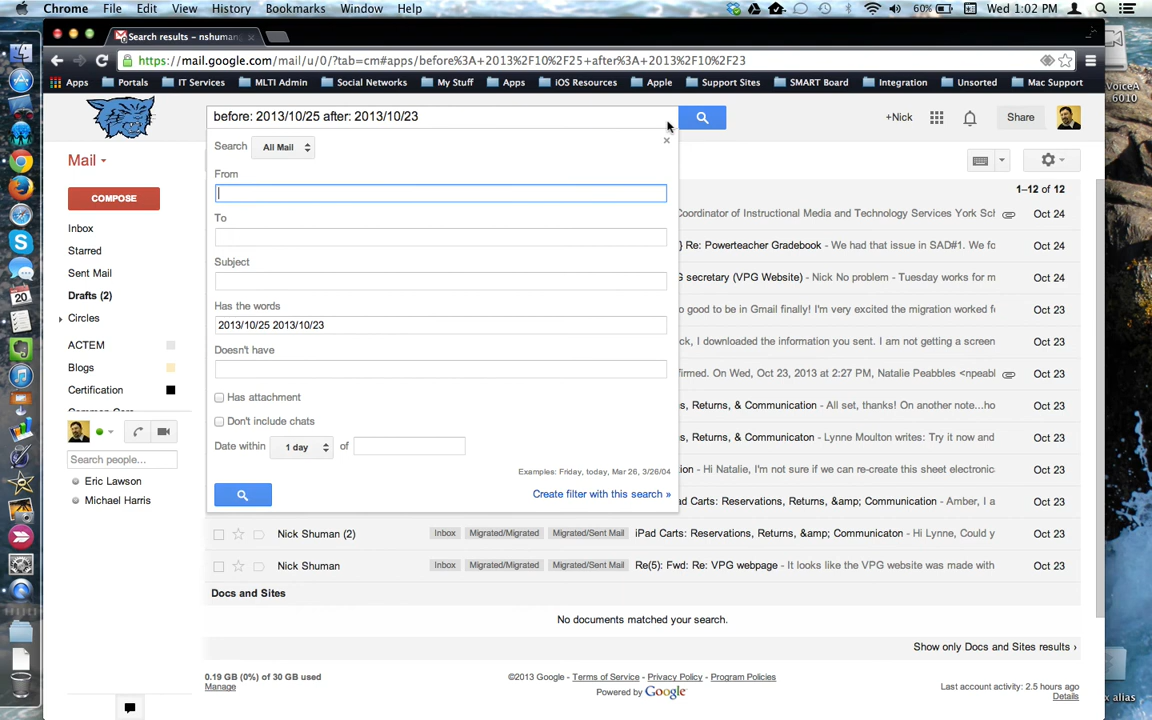 Chrome File Edit View History Bookmarks Window Help 60% Wed 1:02 PM
Search results – nshuman
https://mail.google.com/mail/u/0/?tab=cm#apps/before%3A+2013%2F10%2F25+after%3A+2013%2F10%2F23
Apps Portals IT Services MLTI Admin Social Networks My Stuff Apps iOS Resources Apple Support Sites SMART Board Integration Unsorted Mac Support
VoiceA
6010
before: 2013/10/25 after: 2013/10/23
+Nick Share
Search All Mail
Mail
From
1–12 of 12
COMPOSE
Coordinator of Instructional Media and Technology Services York Sch Oct 24
To
Inbox
Re: Powerteacher Gradebook - We had that issue in SAD#1. We fo Oct 24
Starred
Subject
Sent Mail
secretary (VPG Website) - Nick No problem - Tuesday works for m Oct 24
Drafts (2)
Has the words
good to be in Gmail finally! I'm very excited the migration worked f Oct 23
Circles
2013/10/25 2013/10/23
ck, I downloaded the information you sent. I am not getting a screen Oct 23
ACTEM
Doesn't have
Blogs
firmed. On Wed, Oct 23, 2013 at 2:27 PM, Natalie Peabbles <npeabl Oct 23
Certification
Has attachment
s, Returns, & Communication - All set, thanks! On another note...ho Oct 23
Common Core
Don't include chats
s, Returns, & Communicaton - Lynne Moulton writes: Try it now and Oct 23
Date within 1 day of
Search people...
ion - Hi Natalie, I'm not sure if we can re-create this sheet electronic Oct 23
Examples: Friday, today, Mar 26, 3/26/04
Eric Lawson
Create filter with this search »
Michael Harris
ad Carts: Reservations, Returns, &amp; Communication - Amber, I a Oct 23
Nick Shuman (2) Inbox Migrated/Migrated Migrated/Sent Mail iPad Carts: Reservations, Returns, &amp Communicaton - Hi Lynne, Could y Oct 23
Nick Shuman Inbox Migrated/Migrated Migrated/Sent Mail Re(5): Fwd: Re: VPG webpage - It looks like the VPG website was made with Oct 23
Docs and Sites
No documents matched your search.
Show only Docs and Sites results ›
0.19 GB (0%) of 30 GB used
Manage
©2013 Google - Terms of Service - Privacy Policy - Program Policies
Powered by Google
Last account activity: 2.5 hours ago
Details
x alias
20